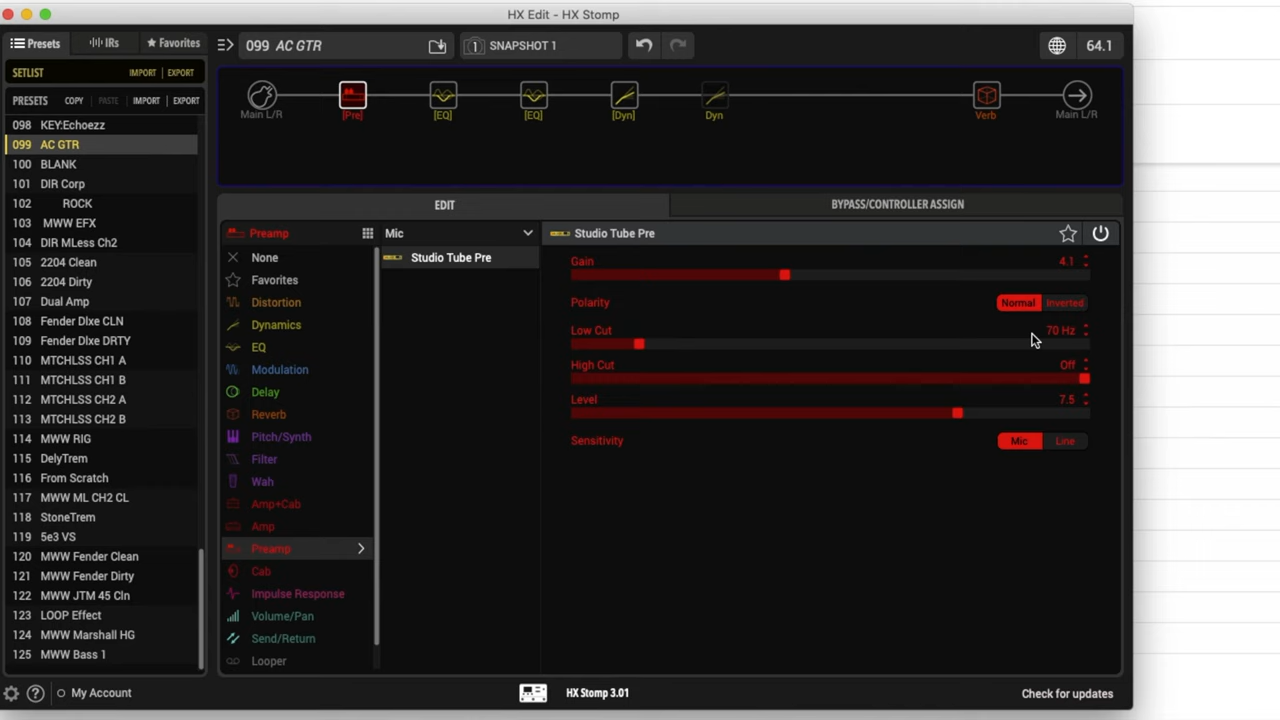 HX Edit - HX Stomp
Presets
IRs
Favorites
099 AC GTR
1
SNAPSHOT 1
64.1
SETLIST
IMPORT | EXPORT
PRESETS COPY PASTE IMPORT EXPORT
098 KEY:Echoezz
099 AC GTR
100 BLANK
101 DIR Corp
102 ROCK
103 MWW EFX
104 DIR MLess Ch2
105 2204 Clean
106 2204 Dirty
107 Dual Amp
108 Fender Dlxe CLN
109 Fender Dlxe DRTY
110 MTCHLSS CH1 A
111 MTCHLSS CH1 B
112 MTCHLSS CH2 A
113 MTCHLSS CH2 B
114 MWW RIG
115 DelyTrem
116 From Scratch
117 MWW ML CH2 CL
118 StoneTrem
119 5e3 VS
120 MWW Fender Clean
121 MWW Fender Dirty
122 MWW JTM 45 Cln
123 LOOP Effect
124 MWW Marshall HG
125 MWW Bass 1
Main L/R
[Pre]
[EQ]
[EQ]
[Dyn]
Dyn
Verb
Main L/R
EDIT
BYPASS/CONTROLLER ASSIGN
Preamp
None
Favorites
Distortion
Dynamics
EQ
Modulation
Delay
Reverb
Pitch/Synth
Filter
Wah
Amp+Cab
Amp
Preamp
Cab
Impulse Response
Volume/Pan
Send/Return
Looper
Mic
Studio Tube Pre
Studio Tube Pre
Gain 4.1
Polarity Normal Inverted
Low Cut 70 Hz
High Cut Off
Level 7.5
Sensitivity Mic Line
? My Account
HX Stomp 3.01
Check for updates